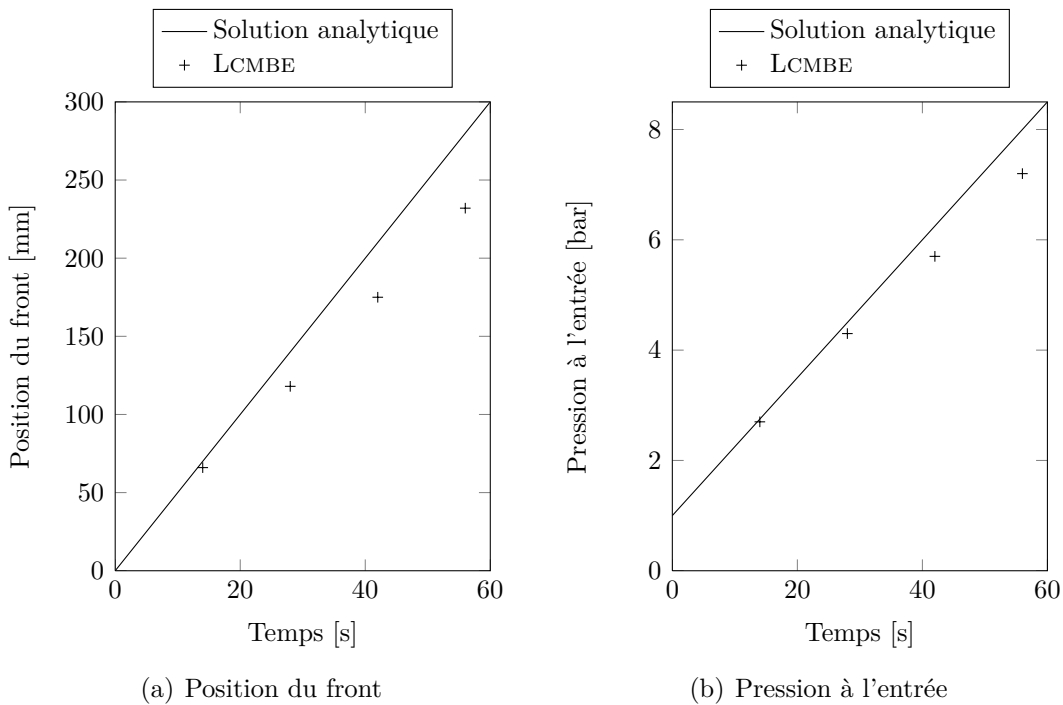 Solution analytique
LCMBE
300
250
200
150
100
50
0
0
20
40
60
Position du front [mm]
Temps [s]
(a) Position du front
Solution analytique
LCMBE
8
6
4
2
0
0
20
40
60
Pression à l'entrée [bar]
Temps [s]
(b) Pression à l'entrée